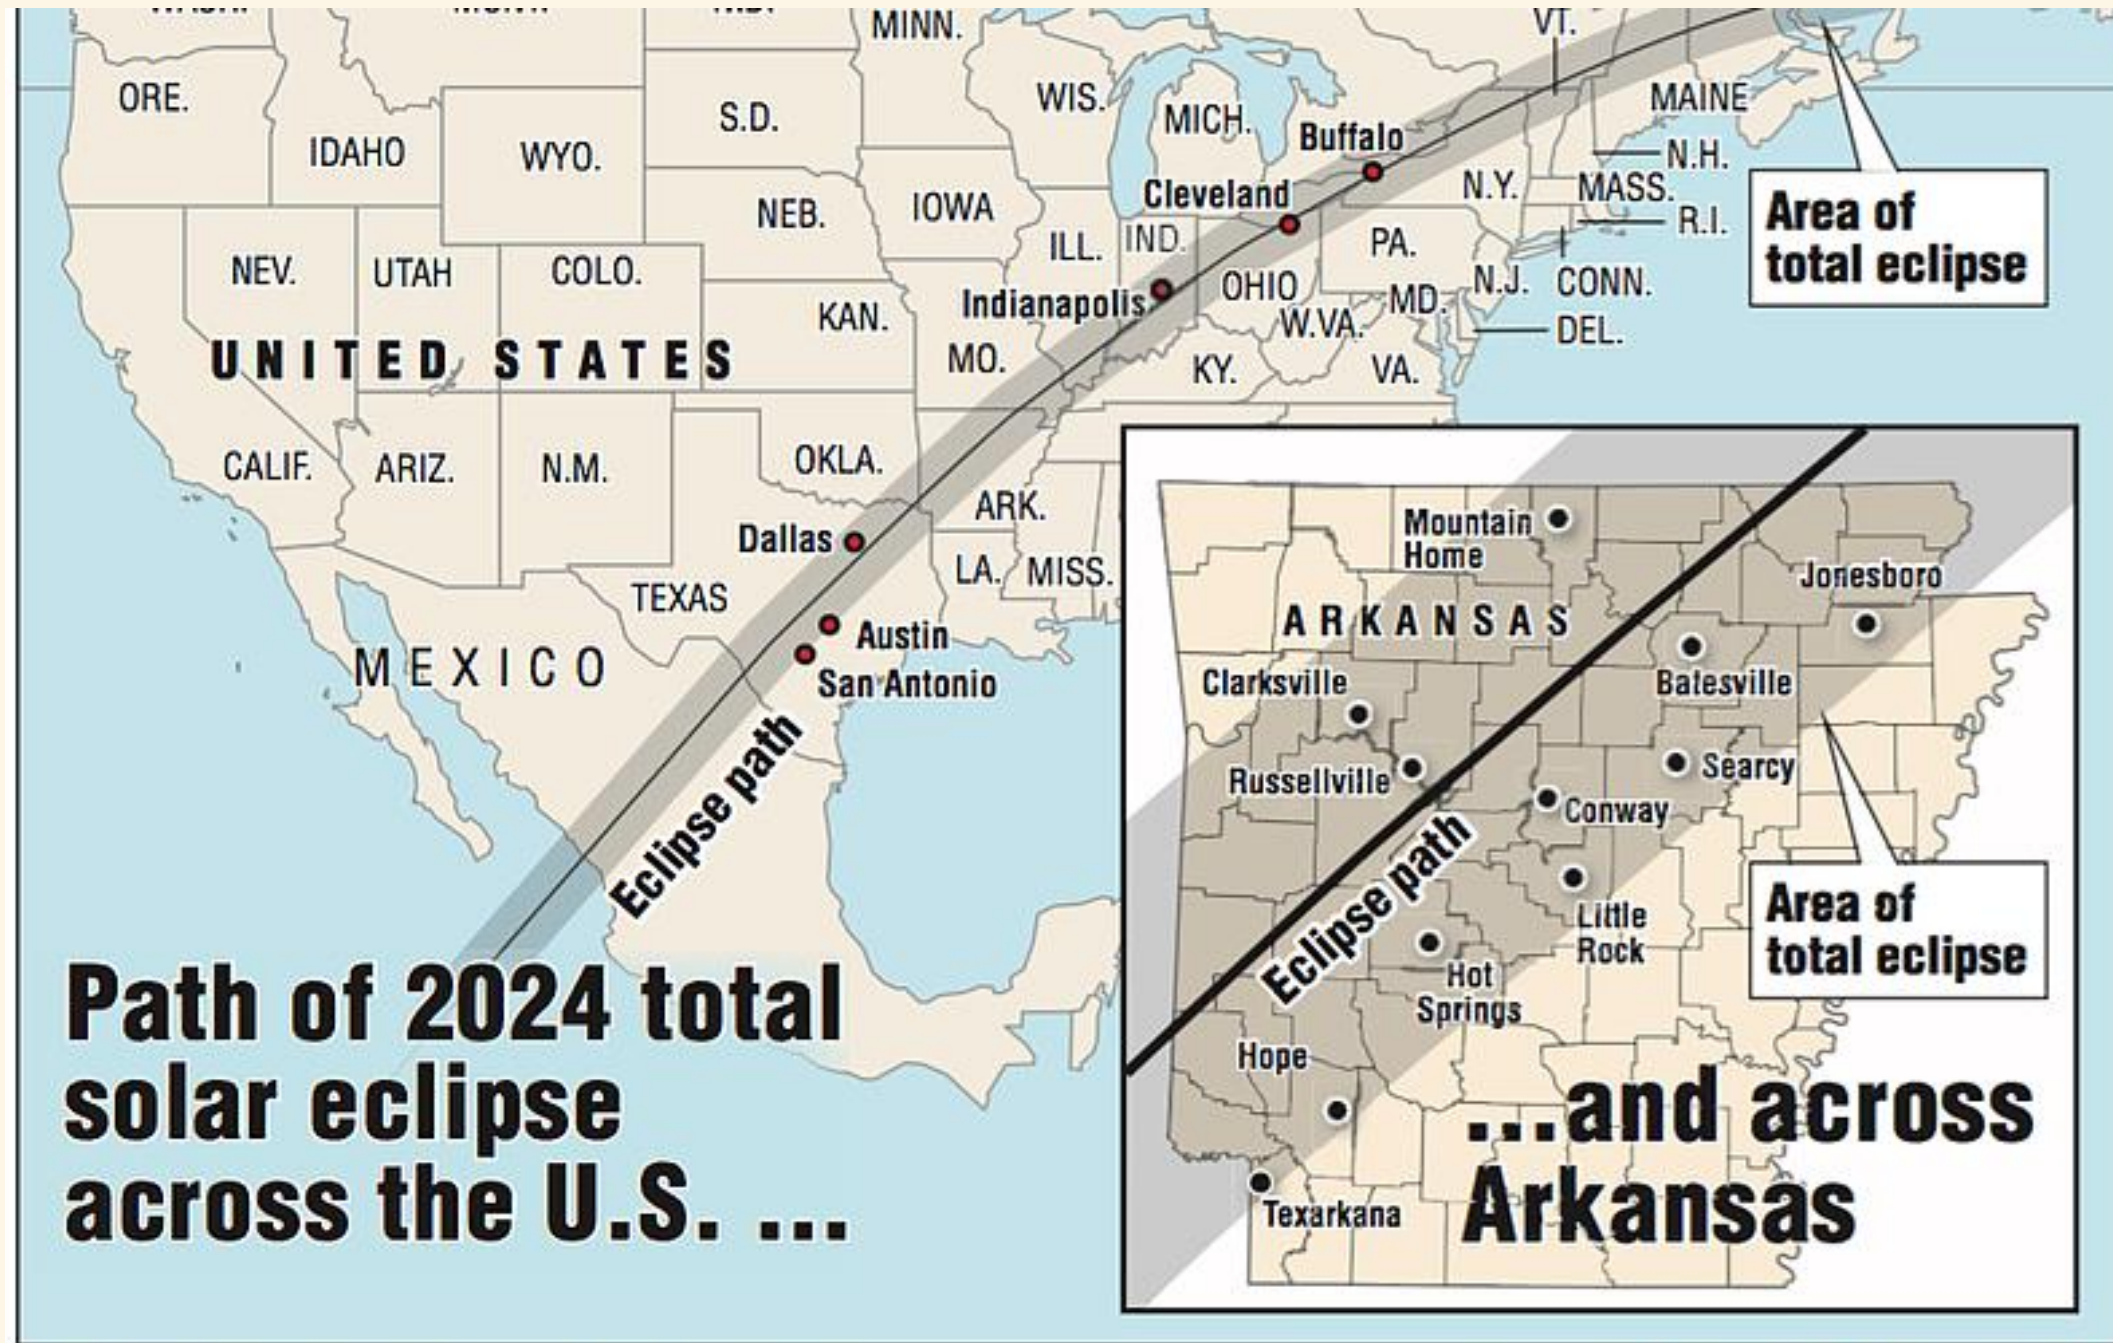 MINN.
VT.
ORE.
WIS.
MAINE
S.D.
MICH.
IDAHO
WYO.
Buffalo
N.H.
N.Y.
MASS.
Cleveland
NEB.
IOWA
R.I.
Area of
total eclipse
ILL.
IND.
PA.
NEV.
UTAH
COLO.
N.J.
CONN.
OHIO
MD.
Indianapolis
KAN.
W.VA.
DEL.
UNITED STATES
MO.
KY.
VA.
CALIF.
ARIZ.
N.M.
OKLA.
ARK.
Dallas
LA.
MISS.
TEXAS
Austin
MEXICO
San Antonio
Eclipse path
Path of 2024 total
solar eclipse
across the U.S. ...
Mountain
Home
Jonesboro
ARKANSAS
Clarksville
Batesville
Russellville
Searcy
Conway
Eclipse path
Area of
total eclipse
Little
Rock
Hot
Springs
Hope
...and across
Arkansas
Texarkana